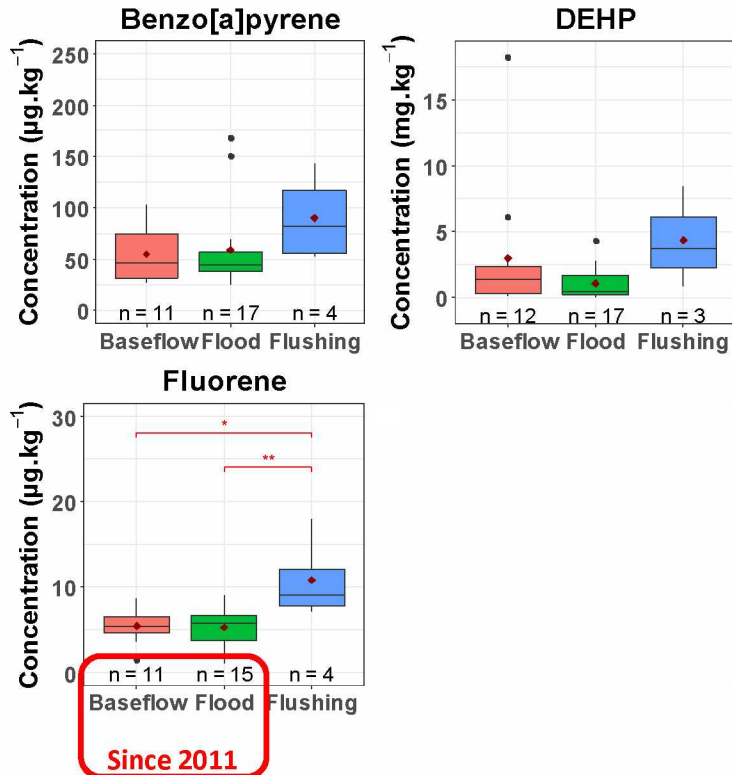 Benzo[a]pyrene
Concentration (µg.kg⁻¹)
250
200
150
100
50
0
n = 11 n = 17 n = 4
Baseflow Flood Flushing
DEHP
Concentration (mg.kg⁻¹)
15
10
5
0
n = 12 n = 17 n = 3
Baseflow Flood Flushing
Fluorene
Concentration (µg.kg⁻¹)
30
20
10
0
*
**
n = 11 n = 15 n = 4
Baseflow Flood Flushing
Since 2011